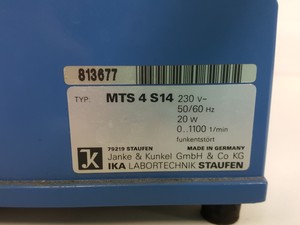 813677
TYP: MTS 4 S14 230 V~
50/60 Hz
20 W
0..1100 1/min
funkentstört
79219 STAUFEN MADE IN GERMANY
JK Janke & Kunkel GmbH & Co KG
IKA LABORTECHNIK STAUFEN